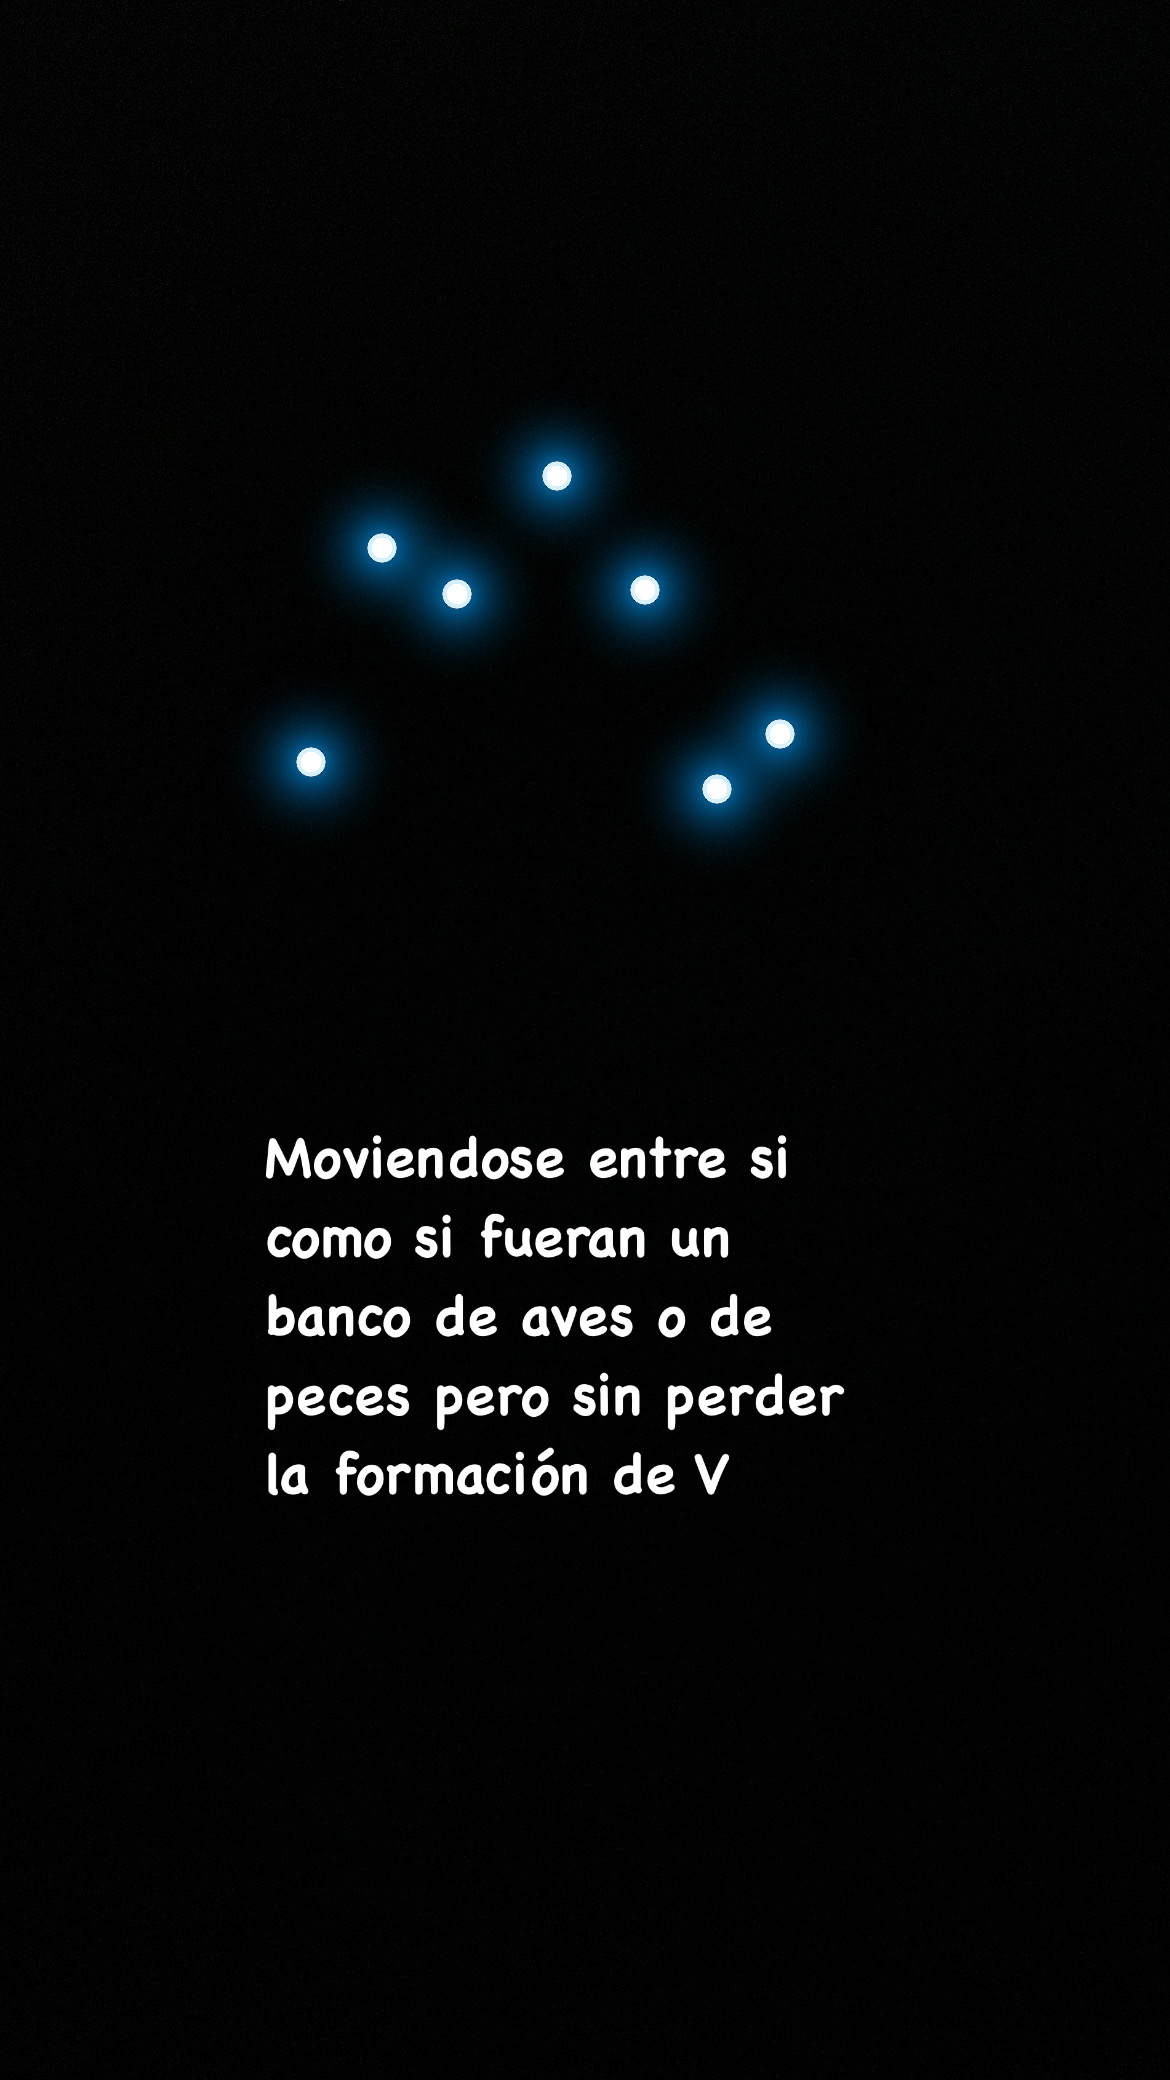 Moviendose entre si
como si fueran un
banco de aves o de
peces pero sin perder
la formación de V